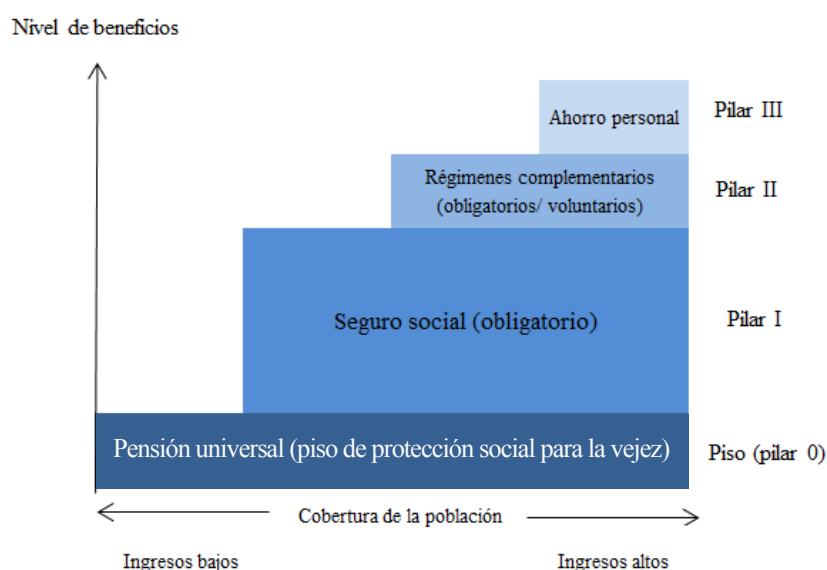 Nivel de beneficios
Ahorro personal
Pilar III
Régimenes complementarios
(obligatorios/ voluntarios)
Pilar II
Seguro social (obligatorio)
Pilar I
Pensión universal (piso de protección social para la vejez)
Piso (pilar 0)
Cobertura de la población
Ingresos bajos
Ingresos altos